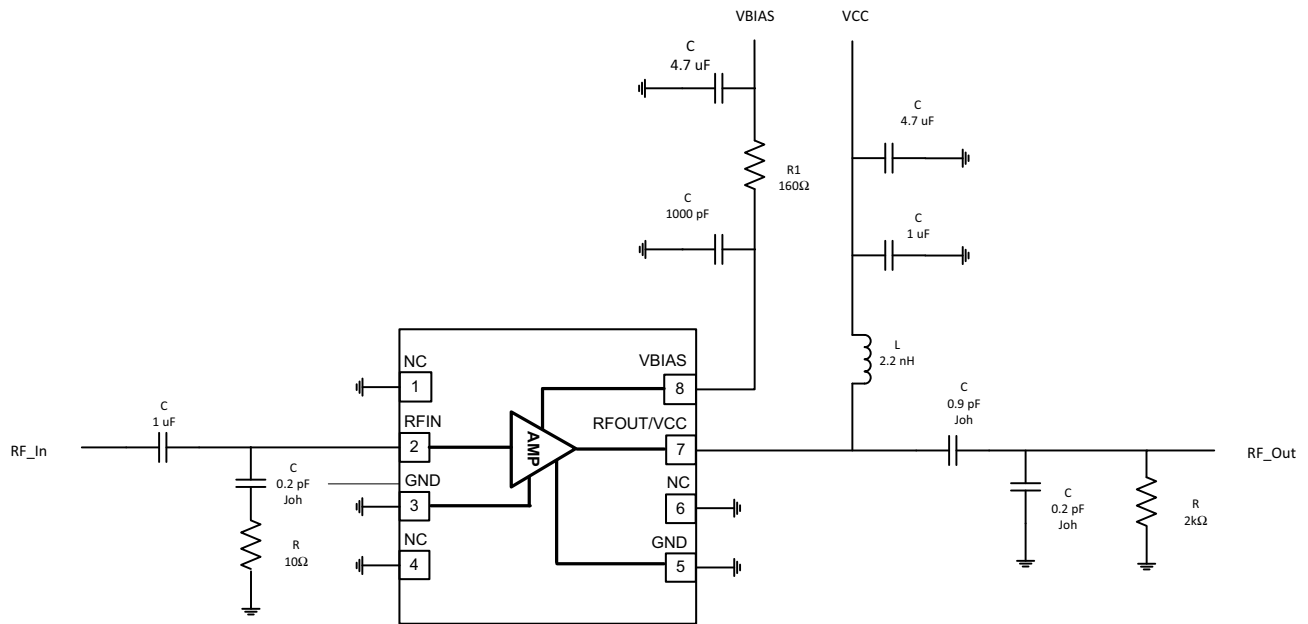 VBIAS
VCC
C
4.7 uF
C
4.7 uF
R1
160Ω
C
1000 pF
C
1 uF
L
2.2 nH
NC
1
VBIAS
8
C
1 uF
RFIN
2
AMP
RFOUT/VCC
7
C
0.9 pF
Joh
RF_In
RF_Out
C
0.2 pF
Joh
GND
3
NC
6
C
0.2 pF
Joh
R
2kΩ
R
10Ω
NC
4
GND
5